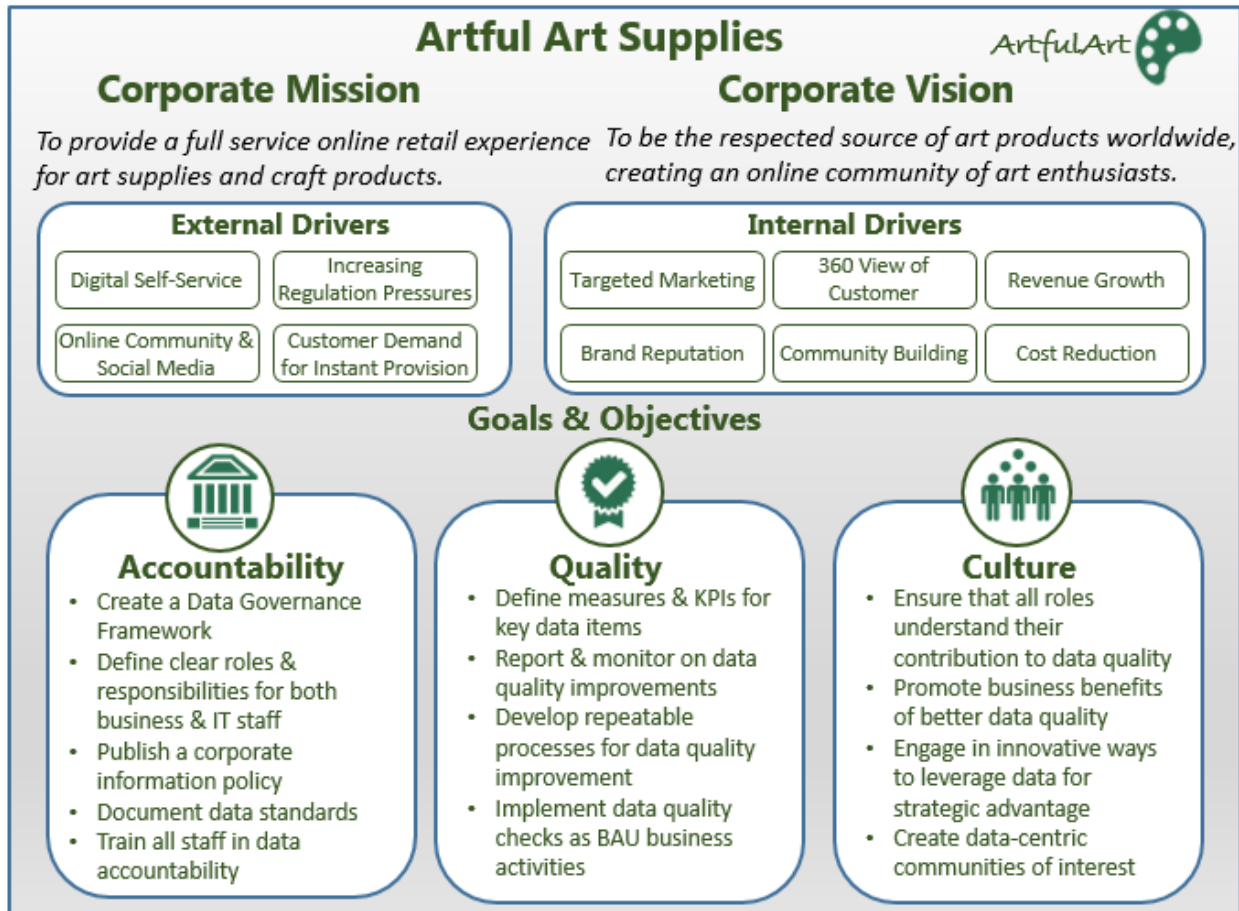 Artful Art Supplies
ArtfulArt
Corporate Mission
To provide a full service online retail experience
for art supplies and craft products.
Corporate Vision
To be the respected source of art products worldwide,
creating an online community of art enthusiasts.
External Drivers
Digital Self-Service
Increasing
Regulation Pressures
Online Community &
Social Media
Customer Demand
for Instant Provision
Internal Drivers
Targeted Marketing
360 View of
Customer
Revenue Growth
Brand Reputation
Community Building
Cost Reduction
Goals & Objectives
Accountability
• Create a Data Governance
Framework
• Define clear roles &
responsibilities for both
business & IT staff
• Publish a corporate
information policy
• Document data standards
• Train all staff in data
accountability
Quality
• Define measures & KPIs for
key data items
• Report & monitor on data
quality improvements
• Develop repeatable
processes for data quality
improvement
• Implement data quality
checks as BAU business
activities
Culture
• Ensure that all roles
understand their
contribution to data quality
• Promote business benefits
of better data quality
• Engage in innovative ways
to leverage data for
strategic advantage
• Create data-centric
communities of interest